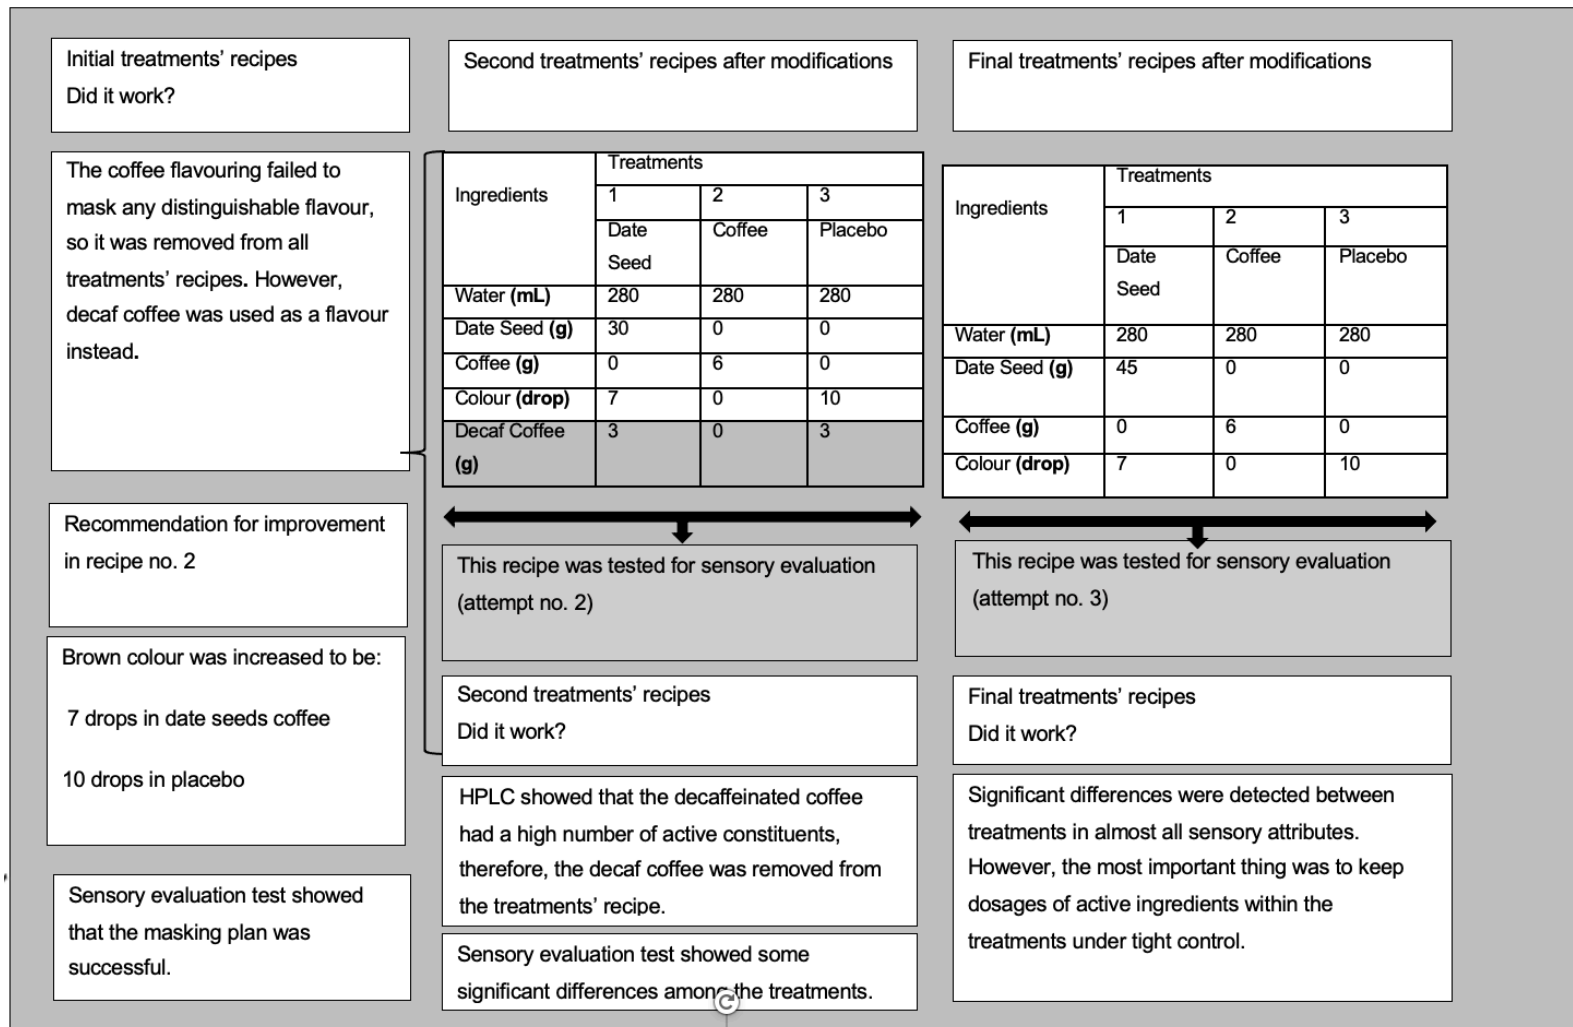 Initial treatments’ recipes
Did it work?
The coffee flavouring failed to
mask any distinguishable flavour,
so it was removed from all
treatments’ recipes. However,
decaf coffee was used as a flavour
instead.
Recommendation for improvement
in recipe no. 2
Brown colour was increased to be:
7 drops in date seeds coffee
10 drops in placebo
Sensory evaluation test showed
that the masking plan was
successful.
Second treatments’ recipes after modifications
Ingredients
Treatments
1 2 3
Date Seed Coffee Placebo
Water (mL) 280 280 280
Date Seed (g) 30 0 0
Coffee (g) 0 6 0
Colour (drop) 7 0 10
Decaf Coffee (g) 3 0 3
This recipe was tested for sensory evaluation
(attempt no. 2)
Second treatments’ recipes
Did it work?
HPLC showed that the decaffeinated coffee
had a high number of active constituents,
therefore, the decaf coffee was removed from
the treatments’ recipe.
Sensory evaluation test showed some
significant differences among the treatments.
Final treatments’ recipes after modifications
Ingredients
Treatments
1 2 3
Date Seed Coffee Placebo
Water (mL) 280 280 280
Date Seed (g) 45 0 0
Coffee (g) 0 6 0
Colour (drop) 7 0 10
This recipe was tested for sensory evaluation
(attempt no. 3)
Final treatments’ recipes
Did it work?
Significant differences were detected between
treatments in almost all sensory attributes.
However, the most important thing was to keep
dosages of active ingredients within the
treatments under tight control.